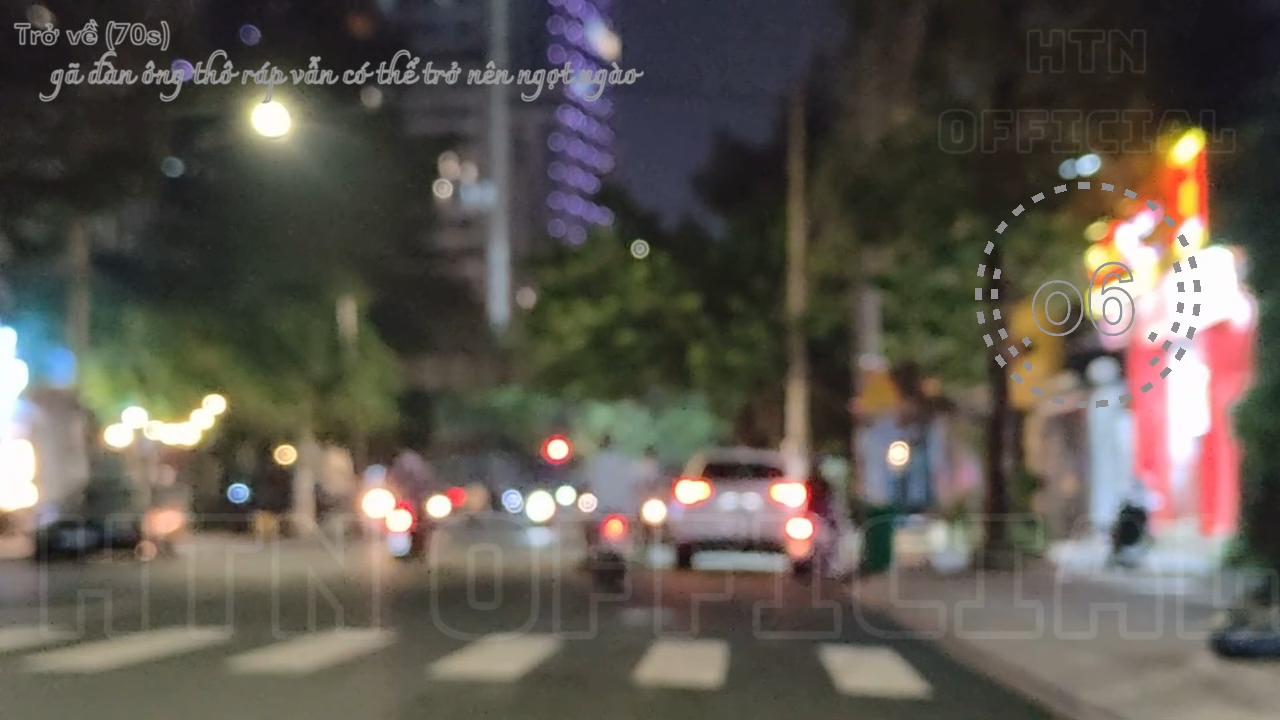 Trở về (70s)
gã đàn ông thô ráp vẫn có thể trở nên ngọt ngào
HTN
OFFICIAL
06
HTN OFFICIAL